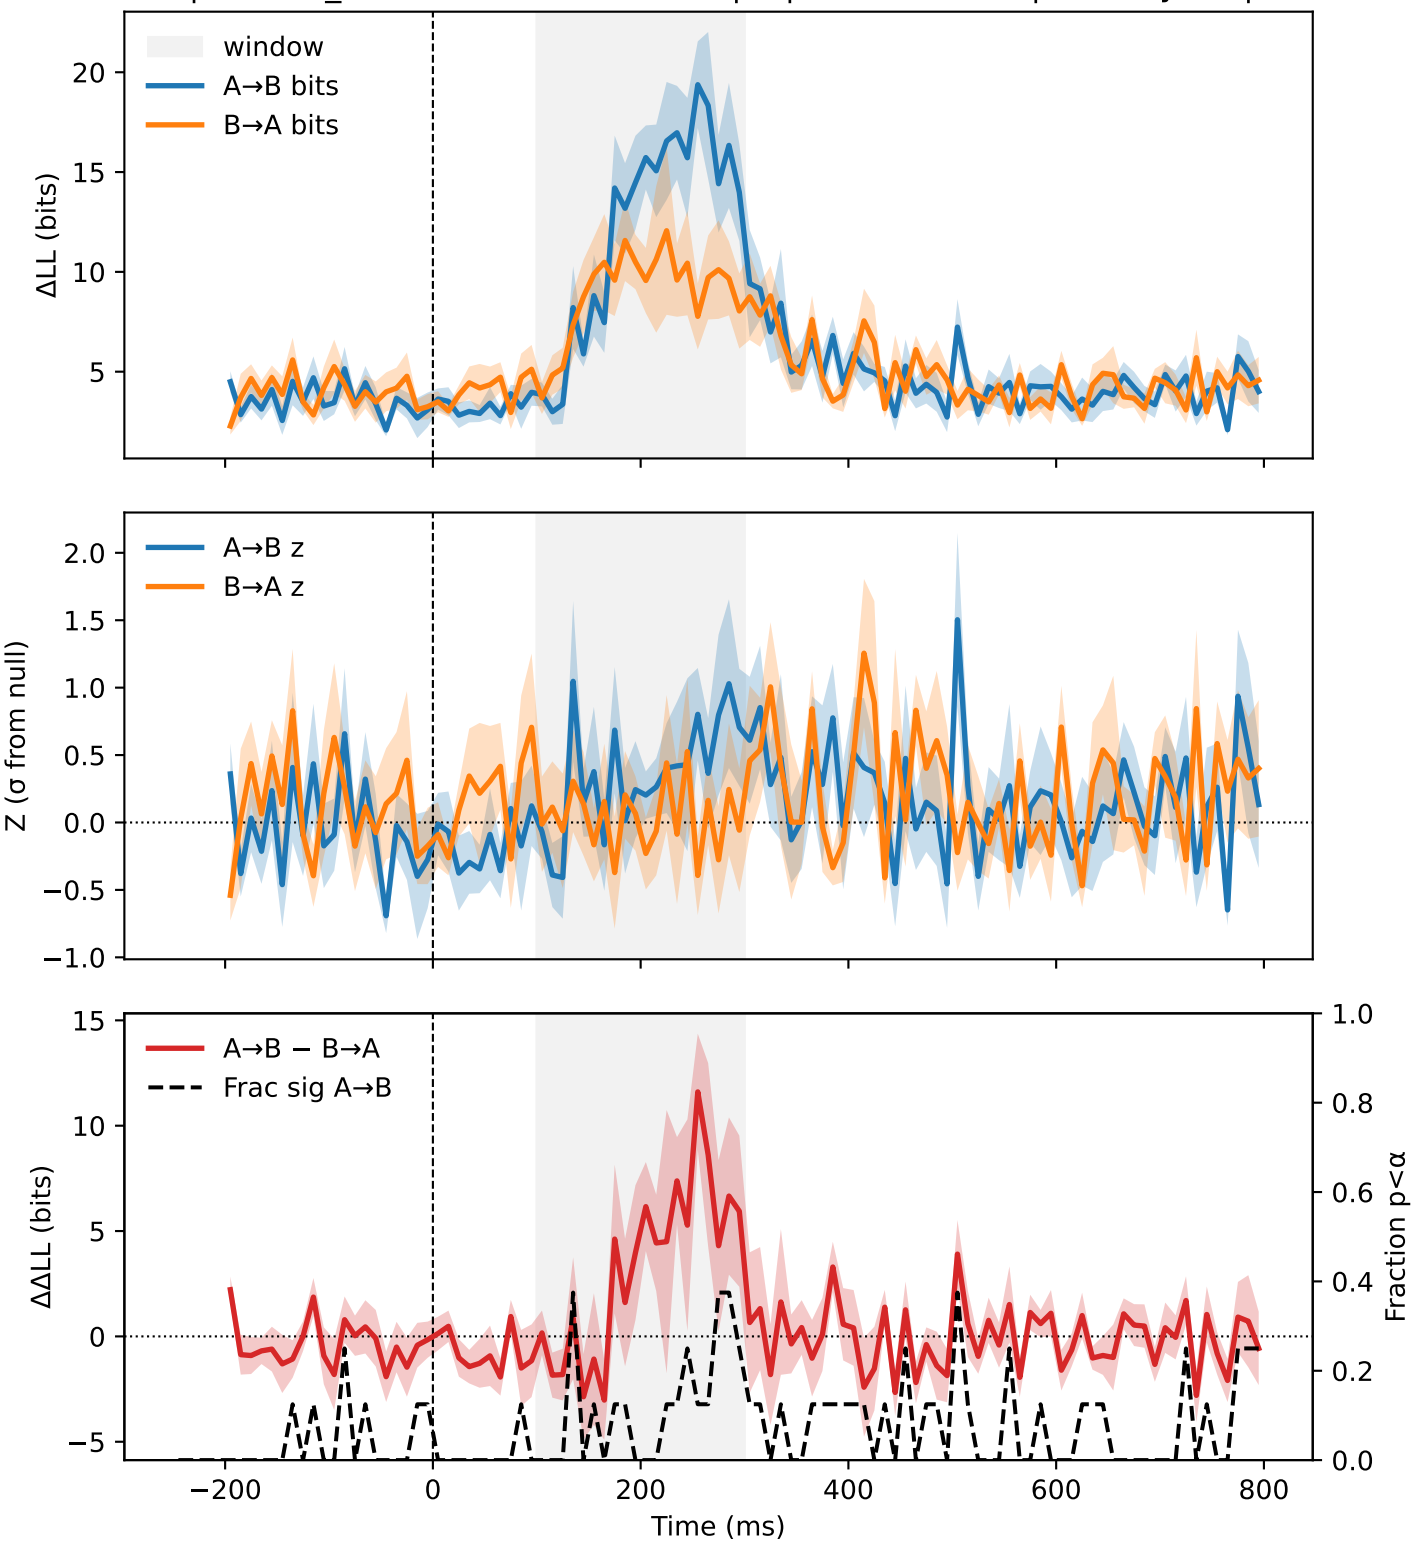 window
A→B bits
B→A bits
20
15
10
5
ΔLL (bits)
A→B z
B→A z
2.0
1.5
1.0
0.5
0.0
−0.5
−1.0
Z (σ from null)
A→B − B→A
Frac sig A→B
15
10
5
0
−5
ΔΔLL (bits)
1.0
0.8
0.6
0.4
0.2
0.0
Fraction p<α
−200 0 200 400 600 800
Time (ms)